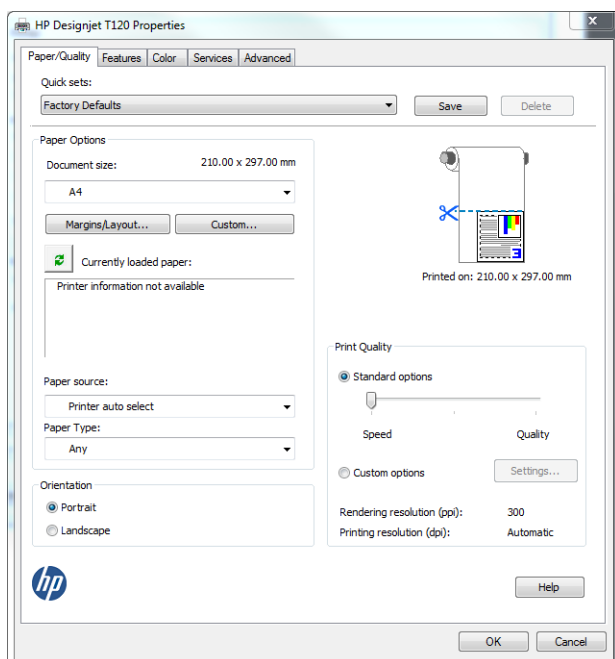 HP Designjet T120 Properties
x
Paper/Quality Features Color Services Advanced
Quick sets:
Factory Defaults
Save
Delete
Paper Options
Document size: 210.00 x 297.00 mm
A4
Margins/Layout... Custom...
Currently loaded paper:
Printer information not available
Paper source:
Printer auto select
Paper Type:
Any
Orientation
Portrait
Landscape
3
Printed on: 210.00 x 297.00 mm
Print Quality
Standard options
Speed Quality
Custom options Settings...
Rendering resolution (ppi): 300
Printing resolution (dpi): Automatic
hp
Help
OK Cancel